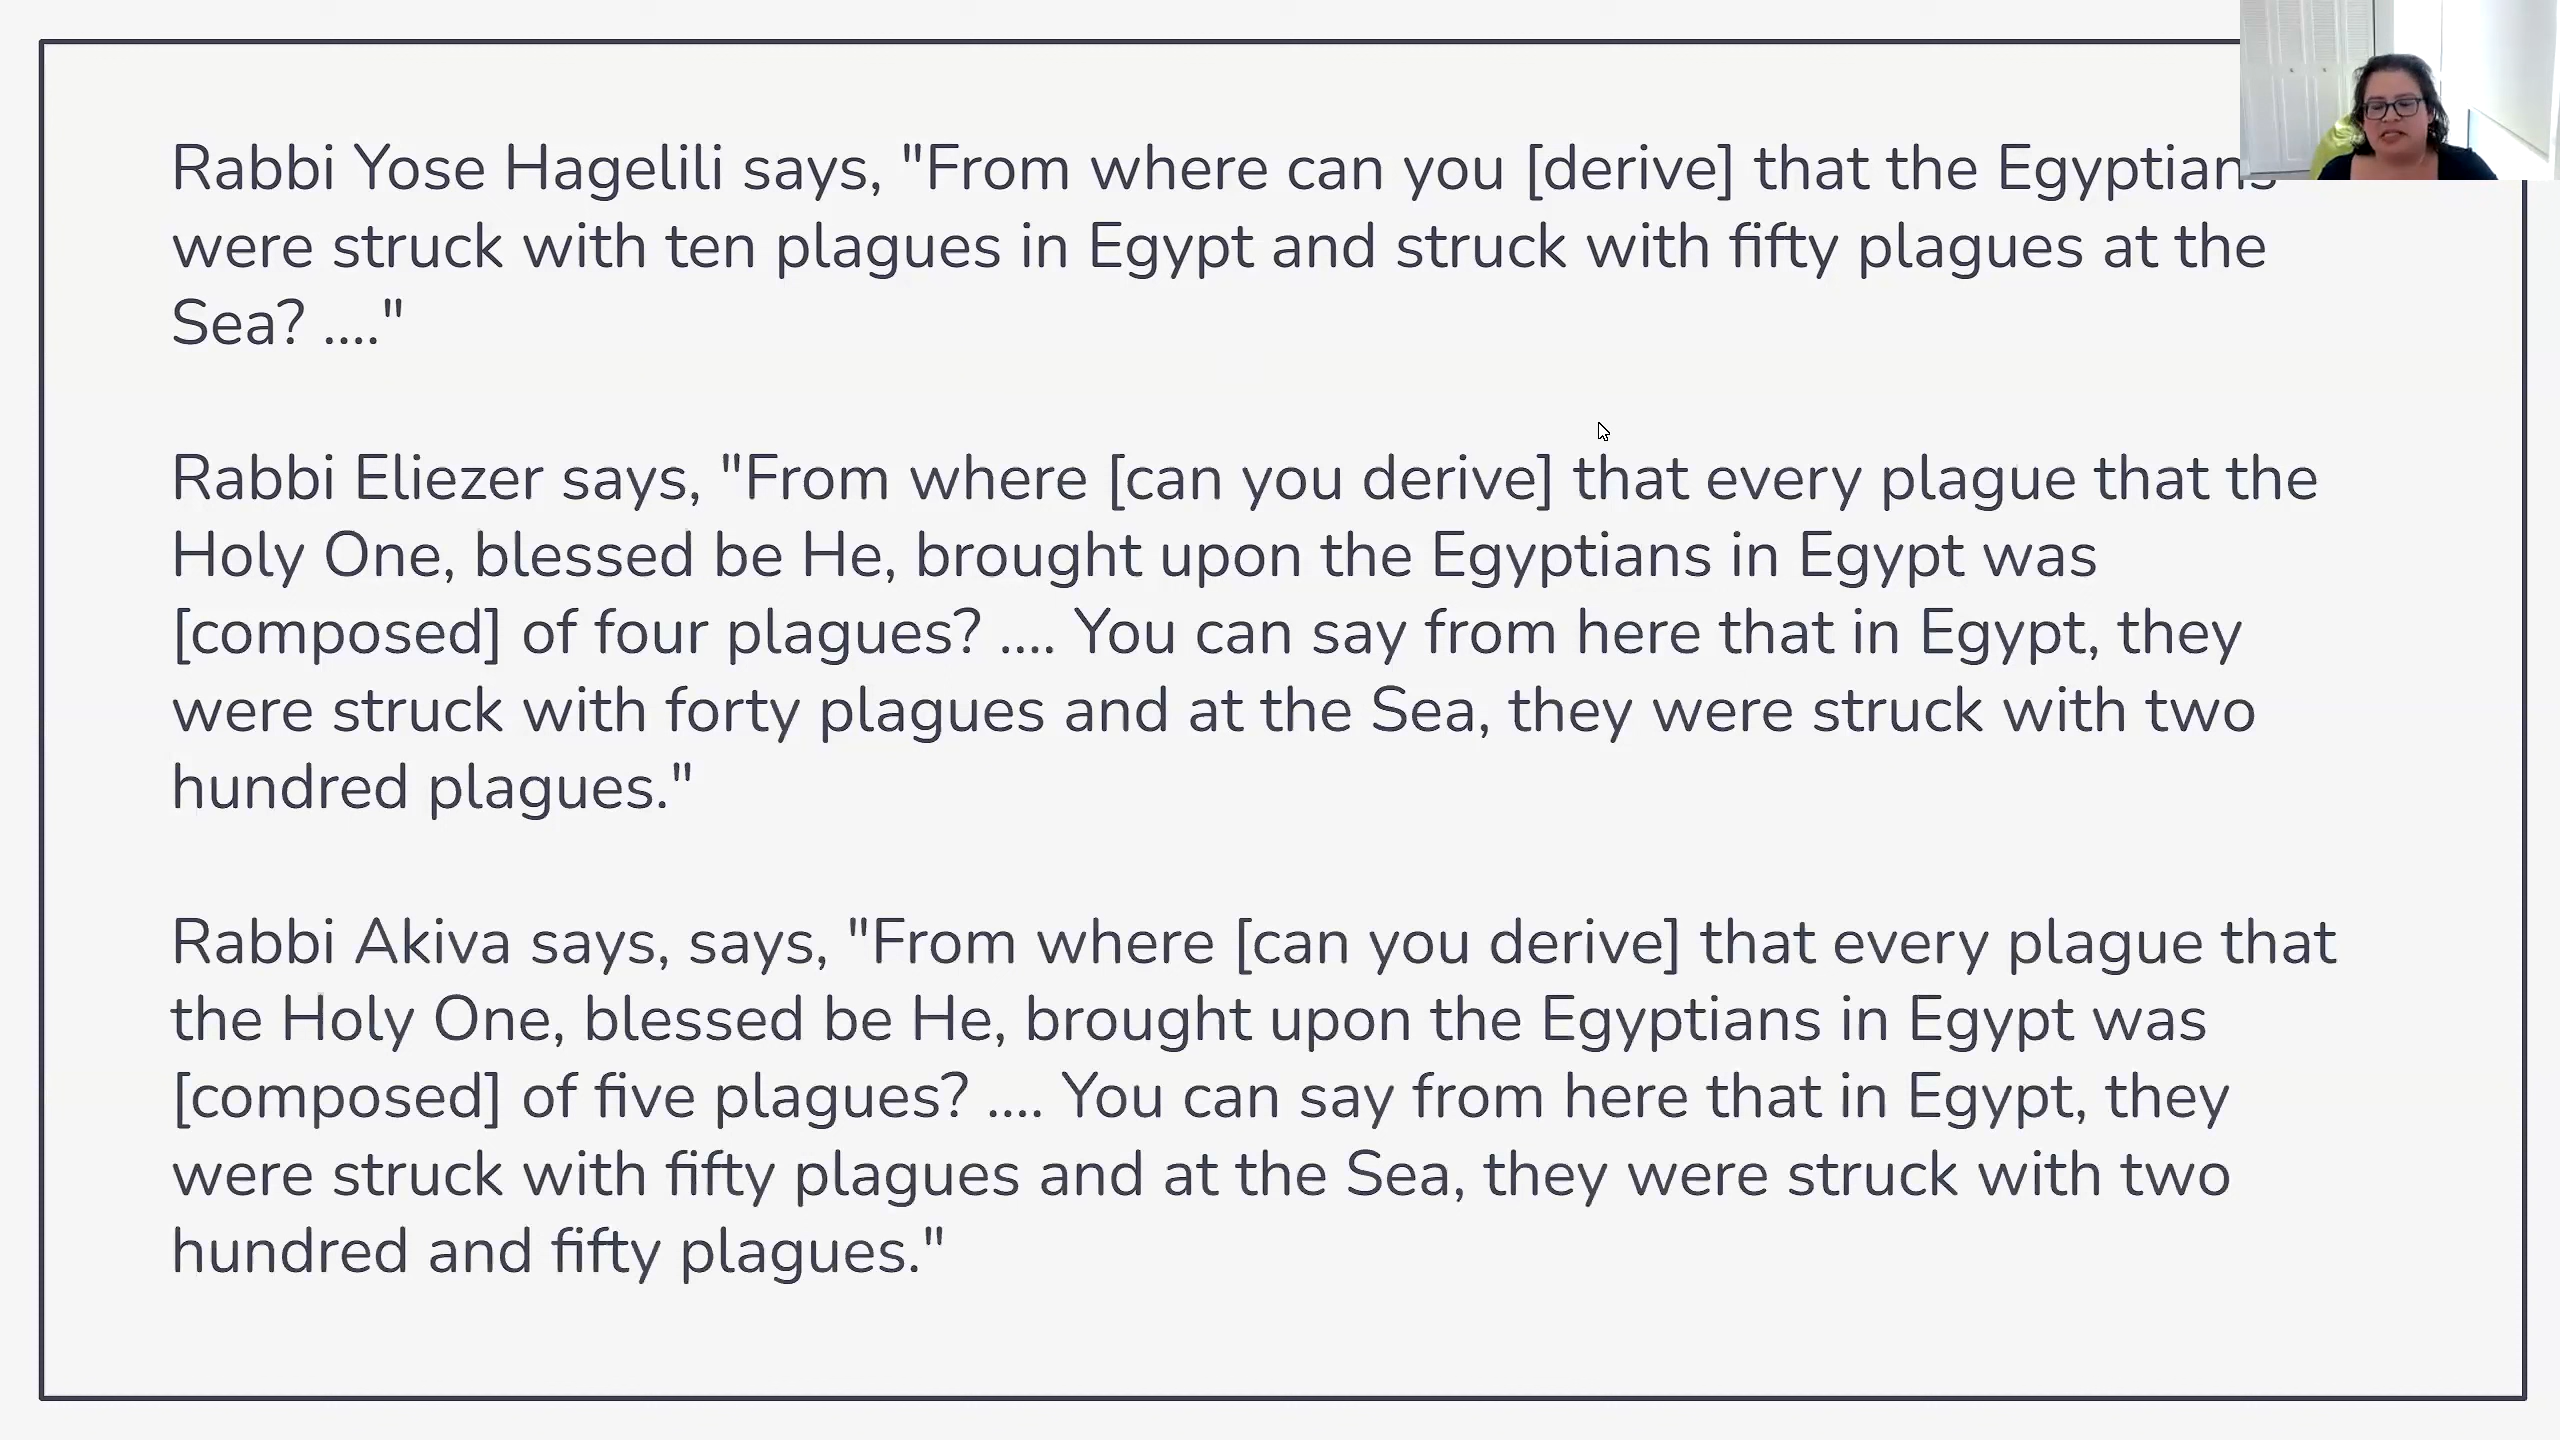 Rabbi Yose Hagelili says, "From where can you [derive] that the Egyptians
were struck with ten plagues in Egypt and struck with fifty plagues at the
Sea? ...."
Rabbi Eliezer says, "From where [can you derive] that every plague that the
Holy One, blessed be He, brought upon the Egyptians in Egypt was
[composed] of four plagues? .... You can say from here that in Egypt, they
were struck with forty plagues and at the Sea, they were struck with two
hundred plagues."
Rabbi Akiva says, says, "From where [can you derive] that every plague that
the Holy One, blessed be He, brought upon the Egyptians in Egypt was
[composed] of five plagues? .... You can say from here that in Egypt, they
were struck with fifty plagues and at the Sea, they were struck with two
hundred and fifty plagues."